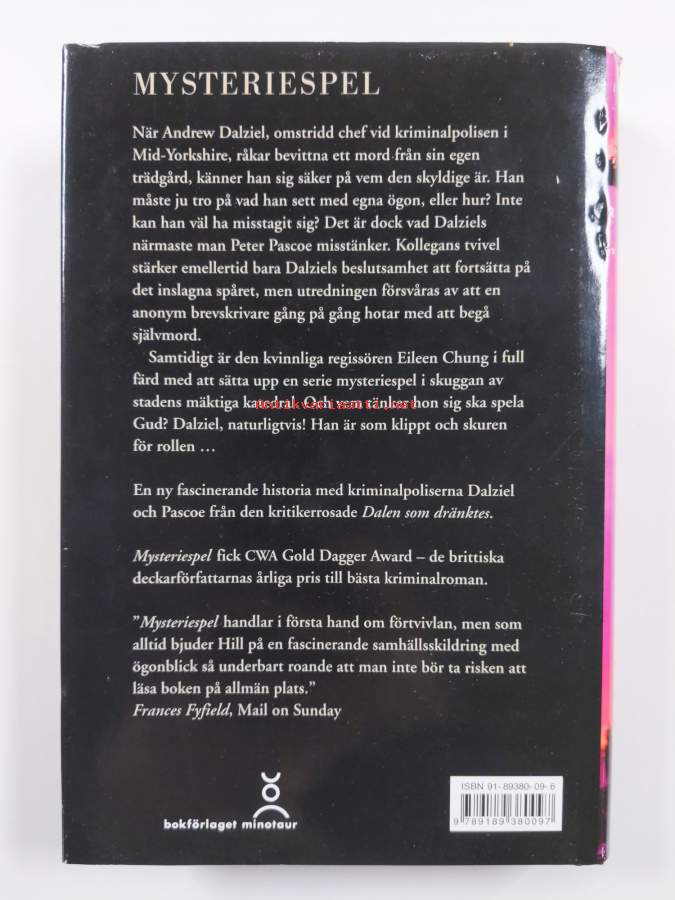 MYSTERIESPEL
När Andrew Dalziel, omstridd chef vid kriminalpolisen i
Mid-Yorkshire, råkar bevittna ett mord från sin egen
trädgård, känner han sig säker på vem den skyldige är. Han
måste ju tro på vad han sett med egna ögon, eller hur? Inte
kan han väl ha misstagit sig? Det är dock vad Dalziels
närmaste man Peter Pascoe misstänker. Kollegans tvivel
stärker emellertid bara Dalziels beslutsamhet att fortsätta på
det inslagna spåret, men utredningen försvåras av att en
anonym brevskrivare gång på gång hotar med att begå
självmord.
Samtidigt är den kvinnliga regissören Eileen Chung i full
färd med att sätta upp en serie mysteriespel i skuggan av
stadens mäktiga katedral. Och vem tänker hon sig ska spela
Antikvariaatti.net
Gud? Dalziel, naturligtvis! Han är som klippt och skuren
för rollen …
En ny fascinerande historia med kriminalpoliserna Dalziel
och Pascoe från den kritikerrosade Dalen som dränktes.
Mysteriespel fick CWA Gold Dagger Award – de brittiska
deckarförfattarnas årliga pris till bästa kriminalroman.
”Mysteriespel handlar i första hand om förtvivlan, men som
alltid bjuder Hill på en fascinerande samhällsskildring med
ögonblick så underbart roande att man inte bör ta risken att
läsa boken på allmän plats.”
Frances Fyfield, Mail on Sunday
bokförlaget minotaur
ISBN 91-89380-09-6
9 789189 380097